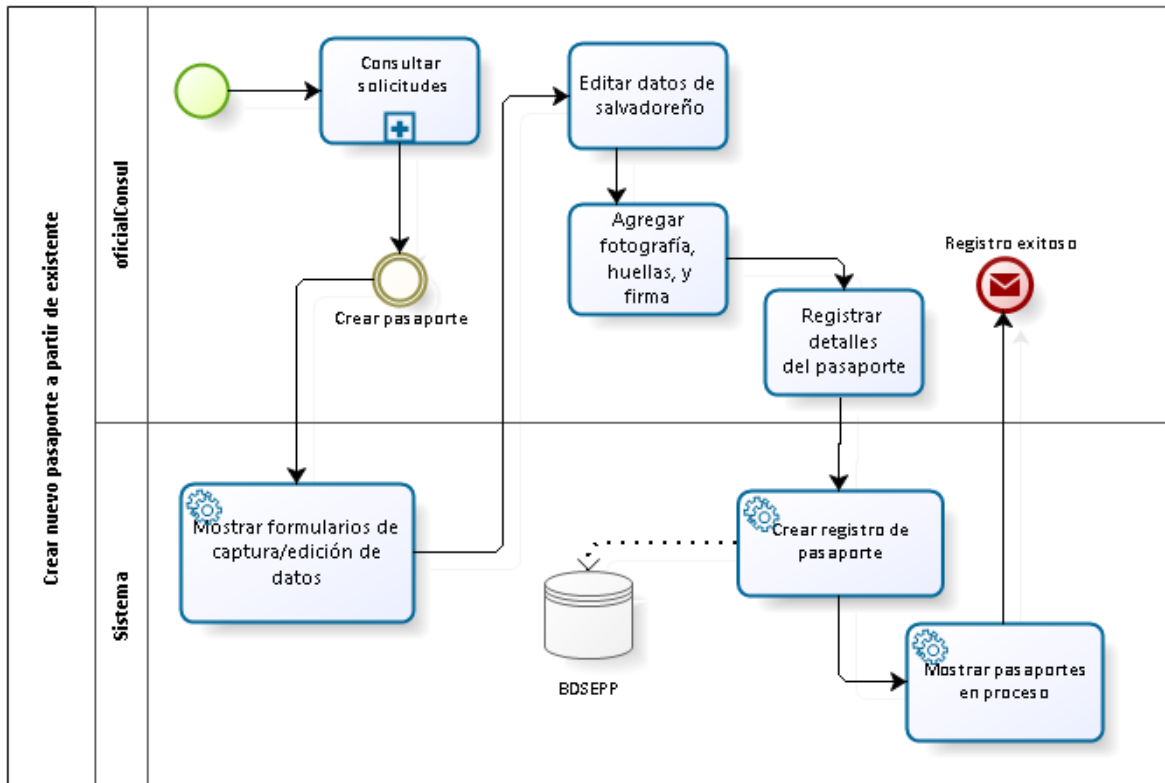 Crear nuevo pasaporte a partir de existente
oficialConsul
Consultar
solicitudes
Crear pasaporte
Editar datos de
salvadoreño
Agregar
fotografía,
huellas, y
firma
Registrar
detalles
del pasaporte
Registro exitoso
Sistema
Mostrar formularios de
captura/edición de
datos
Crear registro de
pasaporte
BDSEPP
Mostrar pasaportes
en proceso